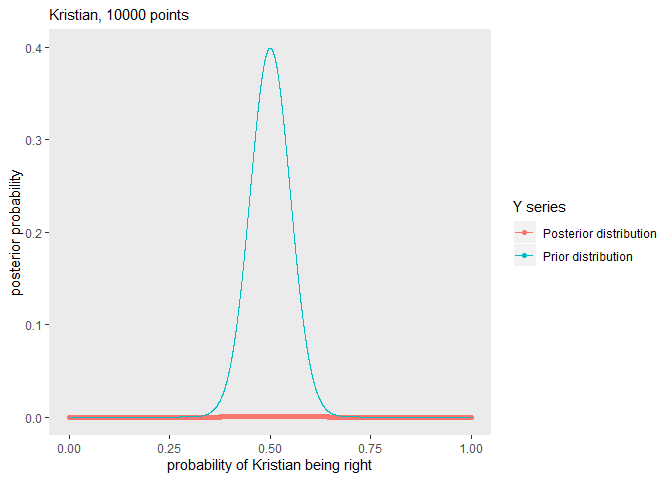 Kristian, 10000 points
posterior probability
0.4
0.3
0.2
0.1
0.0
0.00 0.25 0.50 0.75 1.00
probability of Kristian being right
Y series
Posterior distribution
Prior distribution